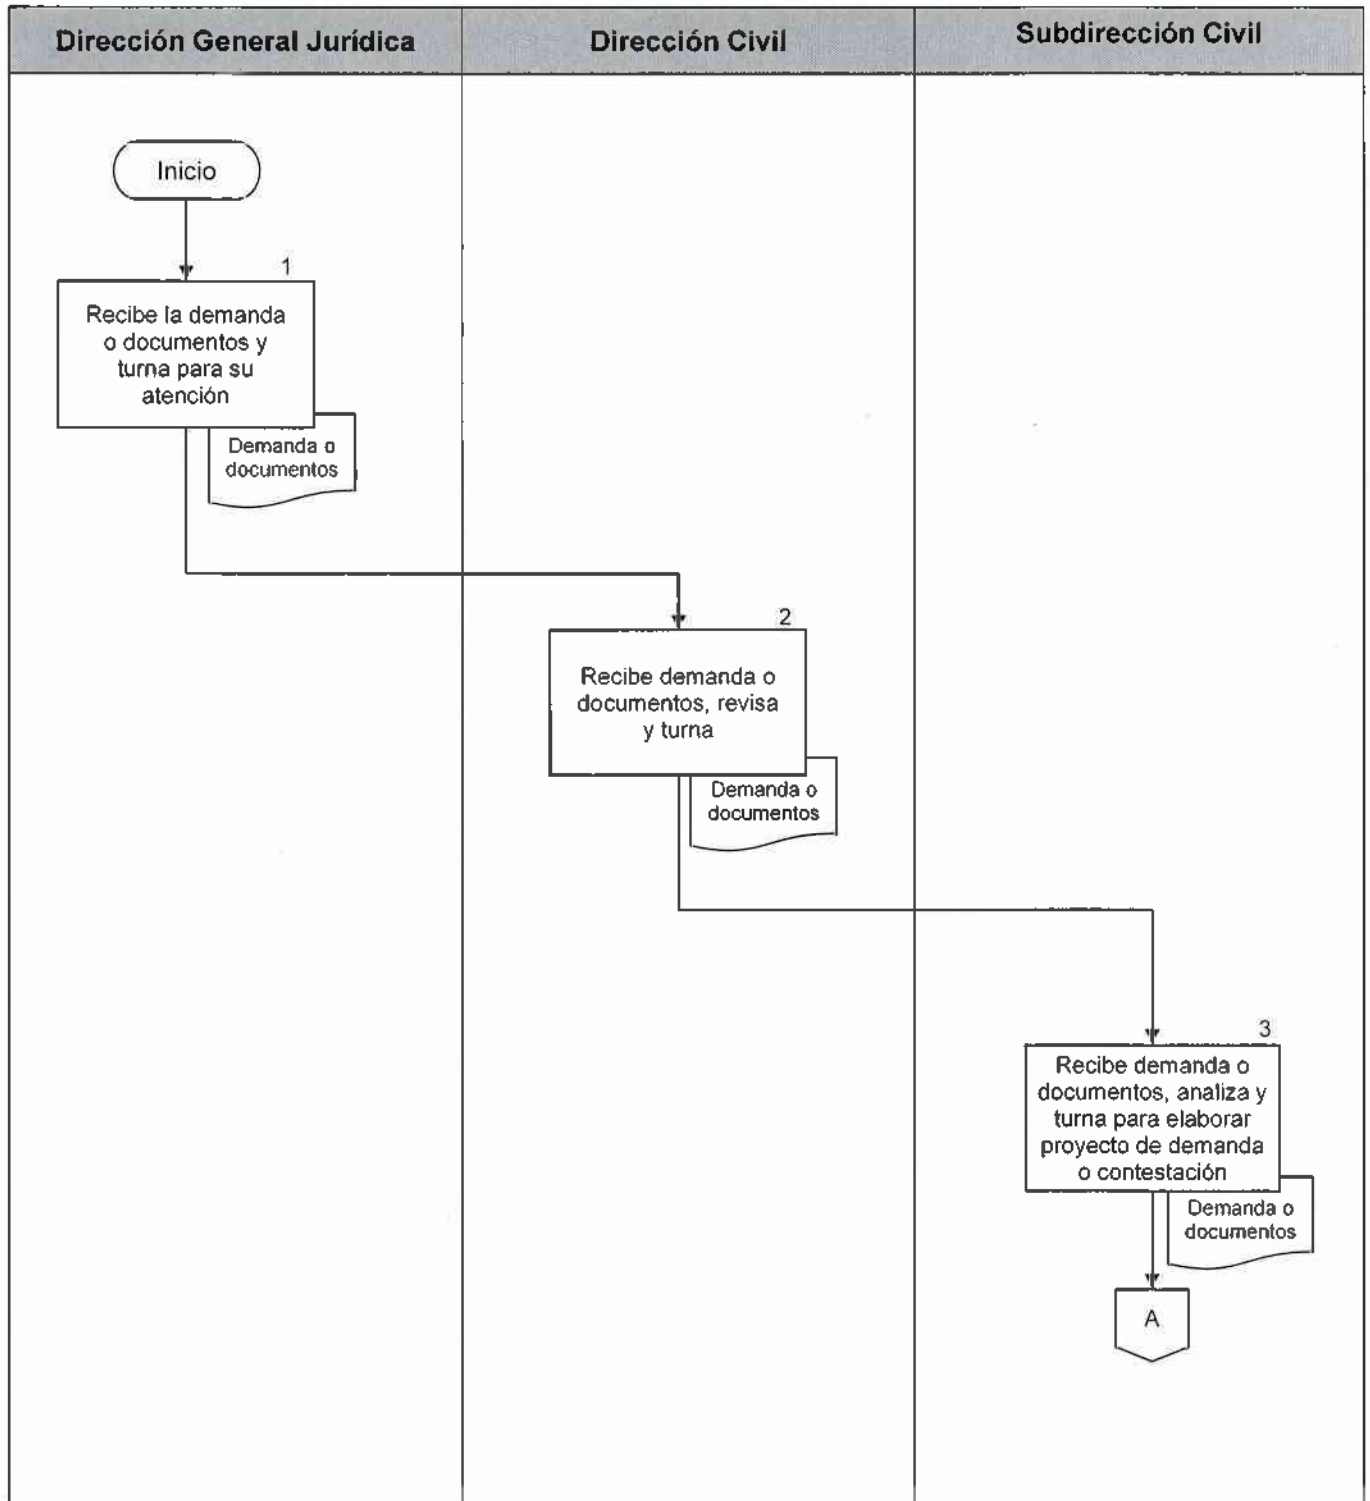 Dirección General Jurídica
Dirección Civil
Subdirección Civil
Inicio
1
Recibe la demanda
o documentos y
turna para su
atención
Demanda o
documentos
2
Recibe demanda o
documentos, revisa
y turna
Demanda o
documentos
3
Recibe demanda o
documentos, analiza y
turna para elaborar
proyecto de demanda
o contestación
Demanda o
documentos
A